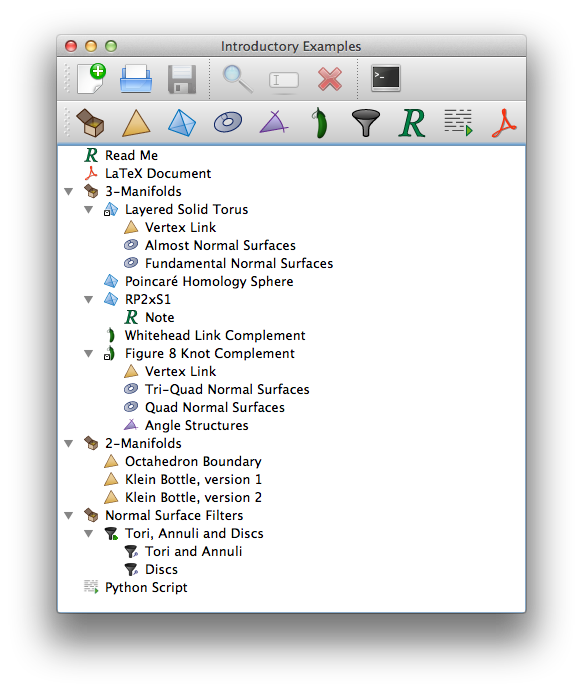 Introductory Examples
>_
Read Me
LaTeX Document
3-Manifolds
Layered Solid Torus
Vertex Link
Almost Normal Surfaces
Fundamental Normal Surfaces
Poincaré Homology Sphere
RP2xS1
Note
Whitehead Link Complement
Figure 8 Knot Complement
Vertex Link
Tri-Quad Normal Surfaces
Quad Normal Surfaces
Angle Structures
2-Manifolds
Octahedron Boundary
Klein Bottle, version 1
Klein Bottle, version 2
Normal Surface Filters
Tori, Annuli and Discs
Tori and Annuli
Discs
Python Script